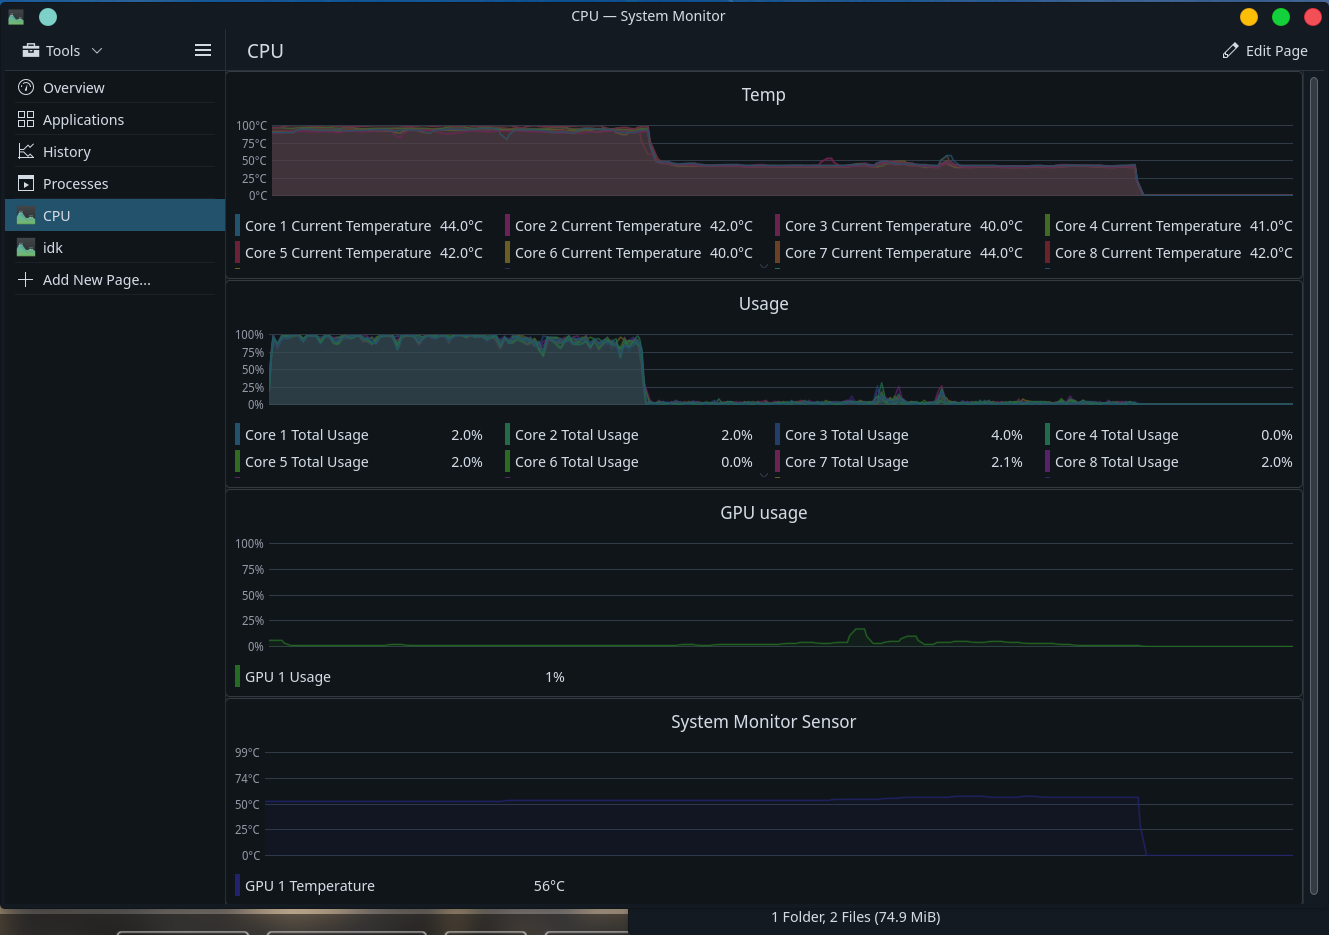 CPU — System Monitor
Tools
CPU
Edit Page
Overview
Applications
History
Processes
CPU
idk
Add New Page...
Temp
100°C
75°C
50°C
25°C
0°C
Core 1 Current Temperature 44.0°C Core 2 Current Temperature 42.0°C Core 3 Current Temperature 40.0°C Core 4 Current Temperature 41.0°C
Core 5 Current Temperature 42.0°C Core 6 Current Temperature 40.0°C Core 7 Current Temperature 44.0°C Core 8 Current Temperature 42.0°C
Usage
100%
75%
50%
25%
0%
Core 1 Total Usage 2.0% Core 2 Total Usage 2.0% Core 3 Total Usage 4.0% Core 4 Total Usage 0.0%
Core 5 Total Usage 2.0% Core 6 Total Usage 0.0% Core 7 Total Usage 2.1% Core 8 Total Usage 2.0%
GPU usage
100%
75%
50%
25%
0%
GPU 1 Usage 1%
System Monitor Sensor
99°C
74°C
50°C
25°C
0°C
GPU 1 Temperature 56°C
1 Folder, 2 Files (74.9 MiB)